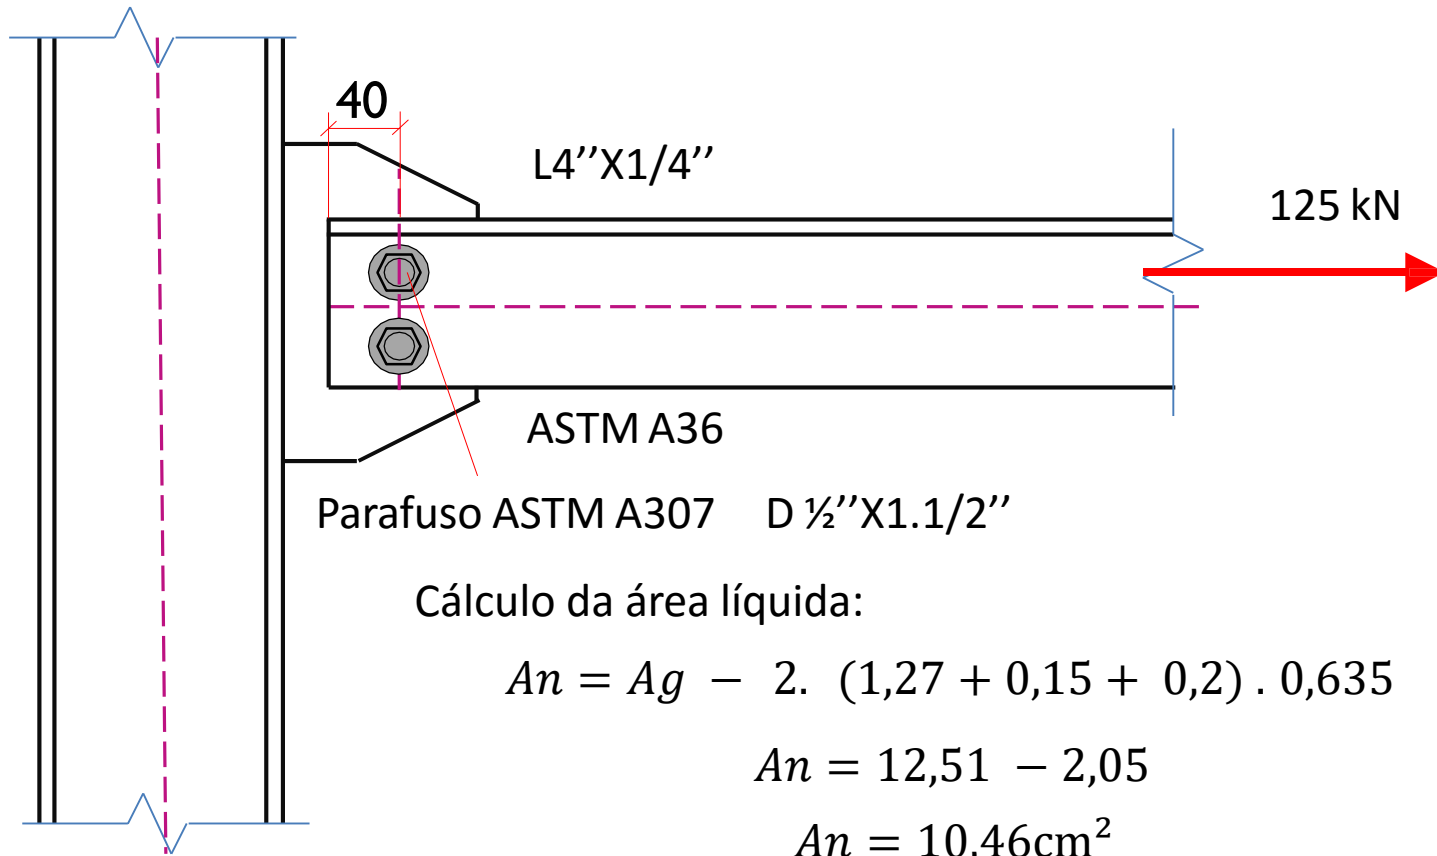 40
L4’’X1/4’’
125 kN
ASTM A36
Parafuso ASTM A307 D ½’’X1.1/2’’
Cálculo da área líquida:
An = Ag − 2. (1,27 + 0,15 + 0,2) . 0,635
An = 12,51 − 2,05
An = 10,46cm²